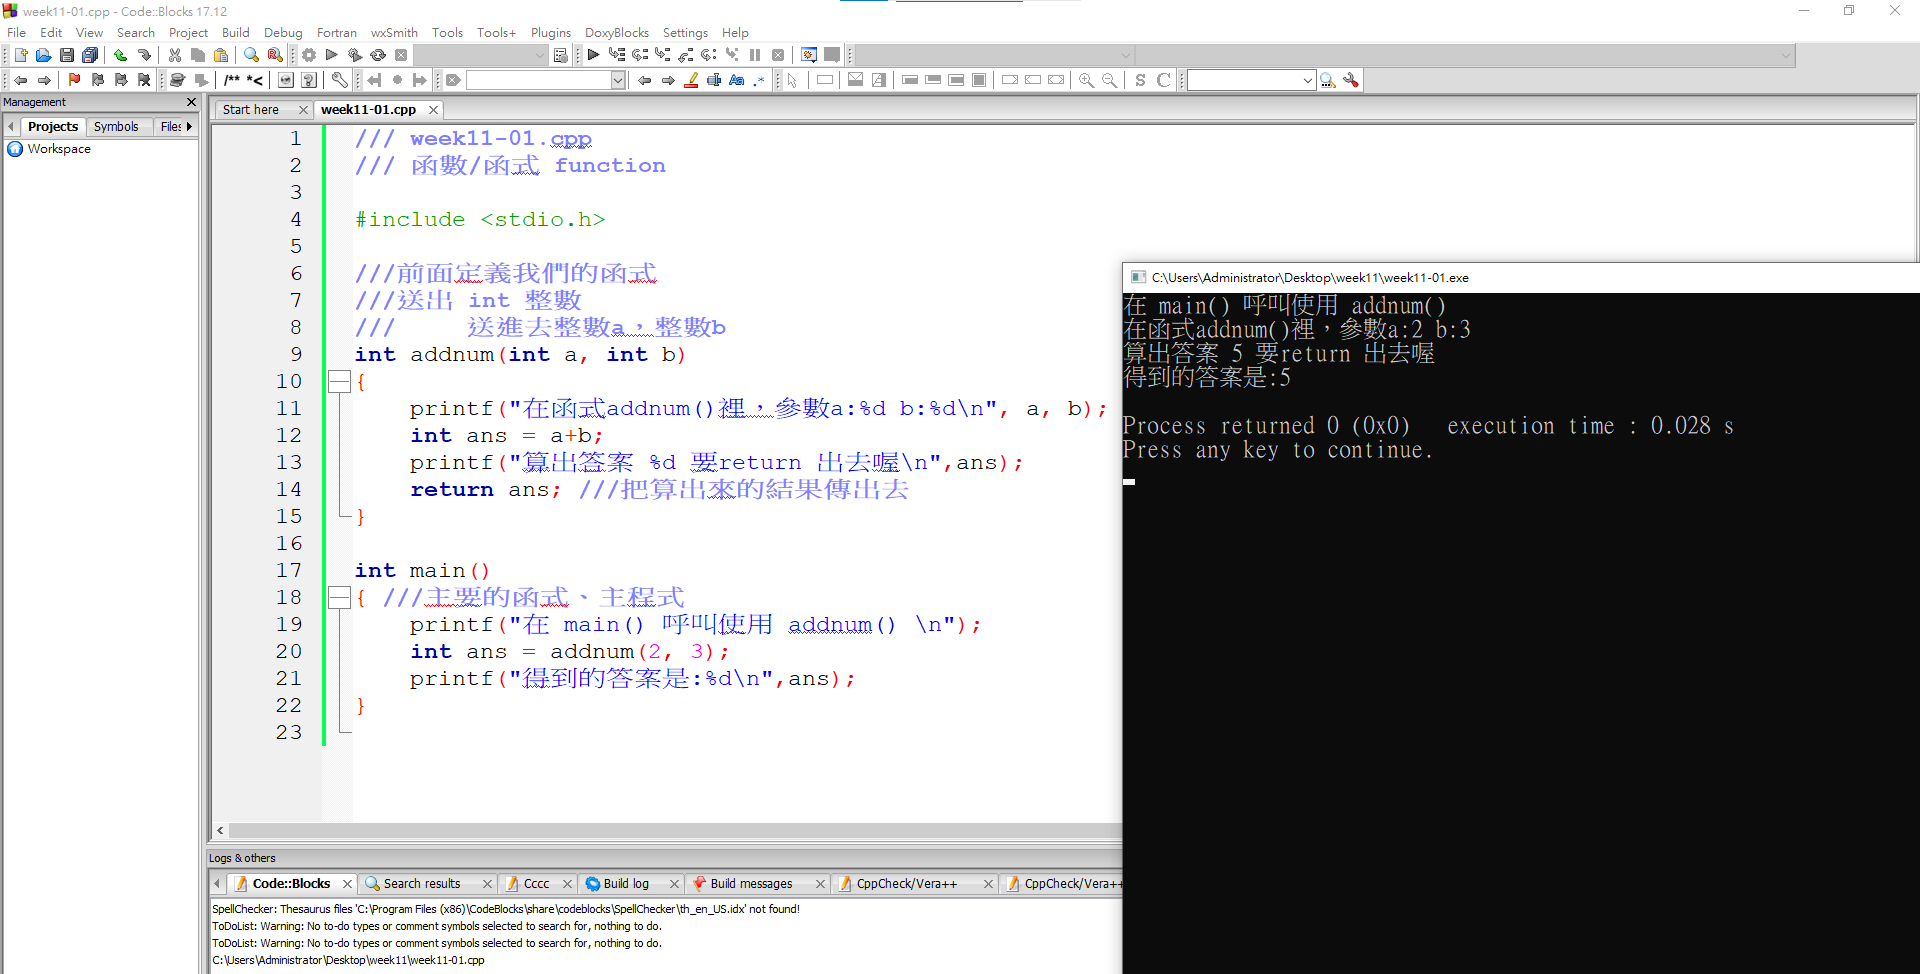 week11-01.cpp - Code::Blocks 17.12
File Edit View Search Project Build Debug Fortran wxSmith Tools Tools+ Plugins DoxyBlocks Settings Help
/** *<
Aa .*
S C
Management
Projects Symbols Files
Workspace
Start here
week11-01.cpp
1 /// week11-01.cpp
2 /// 函數/函式 function
3
4 #include <stdio.h>
5
6 ///前面定義我們的函式
7 ///送出 int 整數
8 /// 送進去整數a，整數b
9 int addnum(int a, int b)
10 {
11 printf("在函式addnum()裡，參數a:%d b:%d\n", a, b);
12 int ans = a+b;
13 printf("算出答案 %d 要return 出去喔\n",ans);
14 return ans; ///把算出來的結果傳出去
15 }
16
17 int main()
18 { ///主要的函式、主程式
19 printf("在 main() 呼叫使用 addnum() \n");
20 int ans = addnum(2, 3);
21 printf("得到的答案是:%d\n",ans);
22 }
23
C:\Users\Administrator\Desktop\week11\week11-01.exe
在 main() 呼叫使用 addnum()
在函式addnum()裡，參數a:2 b:3
算出答案 5 要return 出去喔
得到的答案是:5
Process returned 0 (0x0) execution time : 0.028 s
Press any key to continue.
Logs & others
Code::Blocks Search results Cccc Build log Build messages CppCheck/Vera++ CppCheck/Vera++
SpellChecker: Thesaurus files 'C:\Program Files (x86)\CodeBlocks\share\codeblocks\SpellChecker\th_en_US.idx' not found!
ToDoList: Warning: No to-do types or comment symbols selected to search for, nothing to do.
ToDoList: Warning: No to-do types or comment symbols selected to search for, nothing to do.
C:\Users\Administrator\Desktop\week11\week11-01.cpp